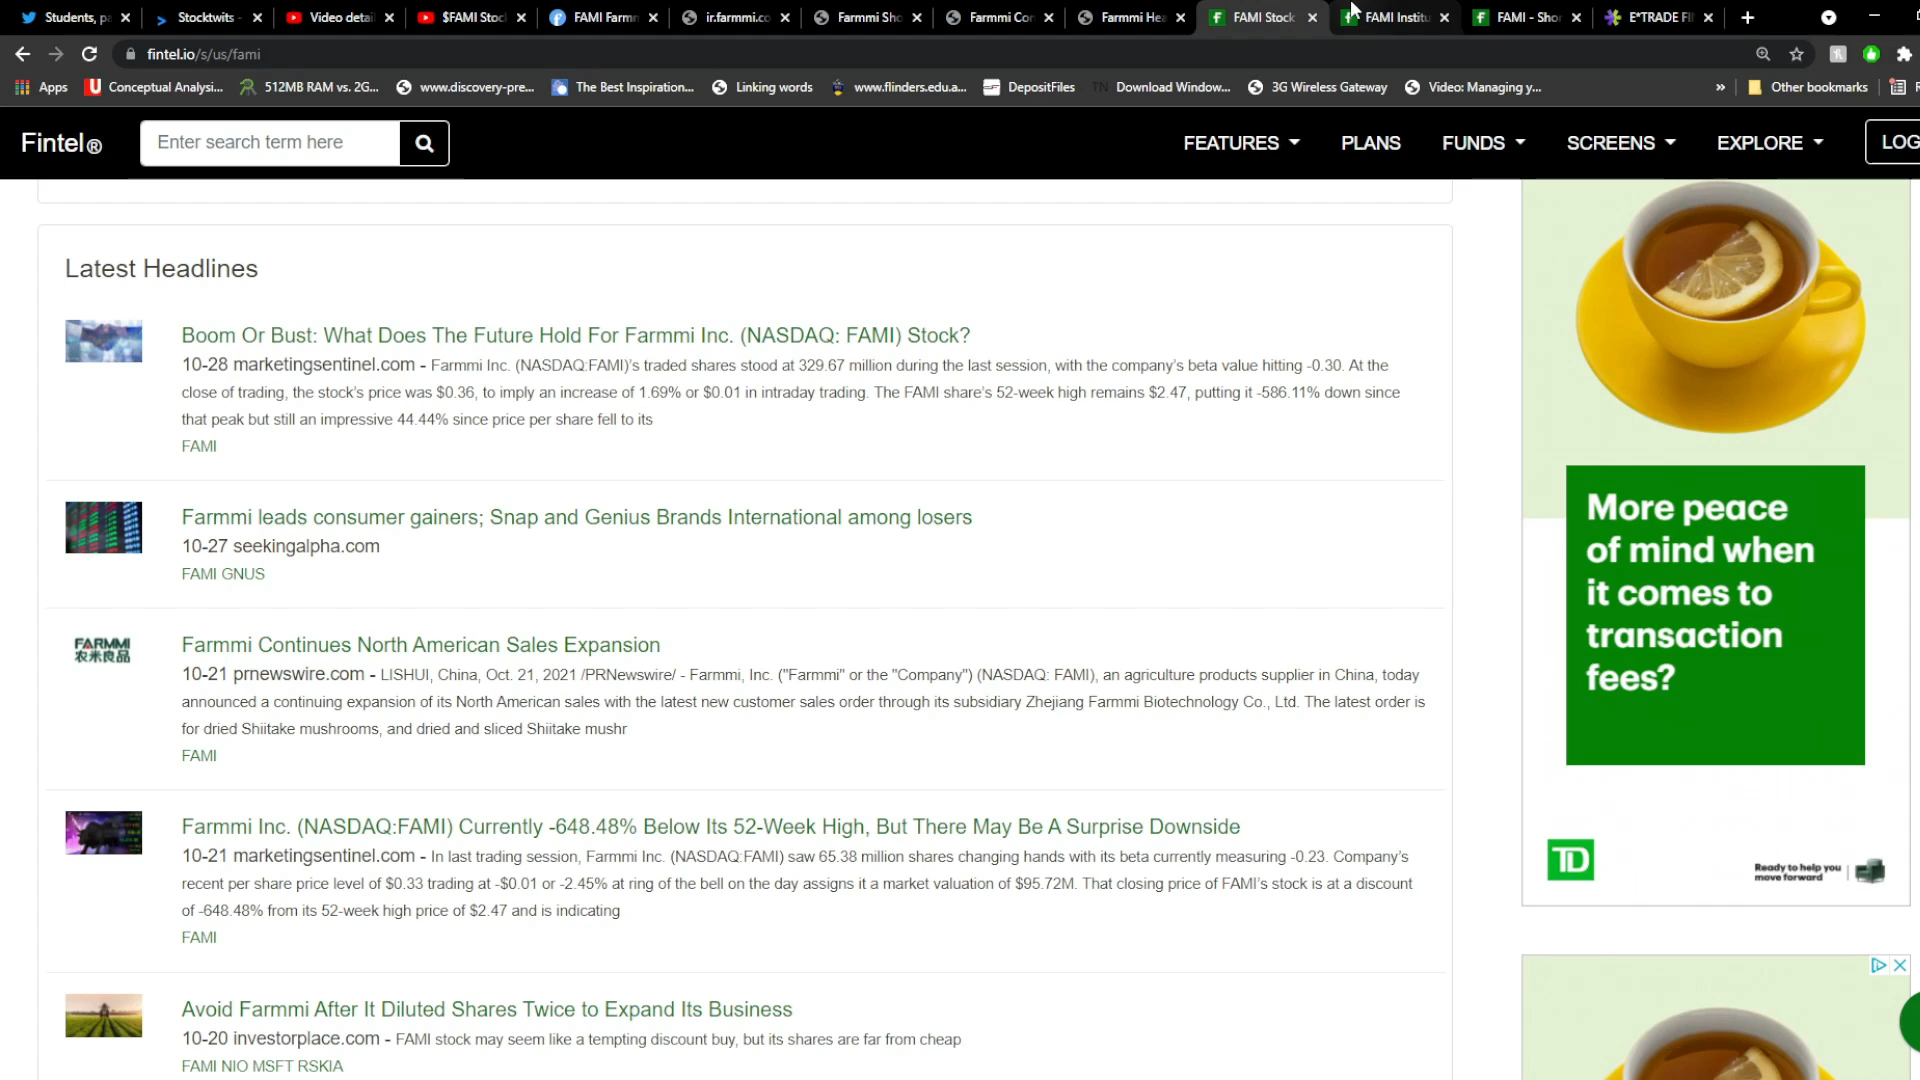 Students, p
Stocktwits -
Video detai
$FAMI Stoc
FAMI Farm
ir.farmmi.co
Farmmi Sho
Farmmi Cor
Farmmi Hea
FAMI Stock
FAMI Institu
FAMI - Shor
E*TRADE FI
fintel.io/s/us/fami
Apps
Conceptual Analysi...
512MB RAM vs. 2G...
www.discovery-pre...
The Best Inspiration...
Linking words
www.flinders.edu.a...
DepositFiles
TN Download Window...
3G Wireless Gateway
Video: Managing y...
»
Other bookmarks
Fintel®
Enter search term here
FEATURES
PLANS
FUNDS
SCREENS
EXPLORE
LOG
Latest Headlines
Boom Or Bust: What Does The Future Hold For Farmmi Inc. (NASDAQ: FAMI) Stock?
10-28 marketingsentinel.com - Farmmi Inc. (NASDAQ:FAMI)'s traded shares stood at 329.67 million during the last session, with the company's beta value hitting -0.30. At the
close of trading, the stock's price was $0.36, to imply an increase of 1.69% or $0.01 in intraday trading. The FAMI share's 52-week high remains $2.47, putting it -586.11% down since
that peak but still an impressive 44.44% since price per share fell to its
FAMI
Farmmi leads consumer gainers; Snap and Genius Brands International among losers
10-27 seekingalpha.com
FAMI GNUS
FARMMI
农米良品
Farmmi Continues North American Sales Expansion
10-21 prnewswire.com - LISHUI, China, Oct. 21, 2021 /PRNewswire/ - Farmmi, Inc. ("Farmmi" or the "Company") (NASDAQ: FAMI), an agriculture products supplier in China, today
announced a continuing expansion of its North American sales with the latest new customer sales order through its subsidiary Zhejiang Farmmi Biotechnology Co., Ltd. The latest order is
for dried Shiitake mushrooms, and dried and sliced Shiitake mushr
FAMI
Farmmi Inc. (NASDAQ:FAMI) Currently -648.48% Below Its 52-Week High, But There May Be A Surprise Downside
10-21 marketingsentinel.com - In last trading session, Farmmi Inc. (NASDAQ:FAMI) saw 65.38 million shares changing hands with its beta currently measuring -0.23. Company's
recent per share price level of $0.33 trading at -$0.01 or -2.45% at ring of the bell on the day assigns it a market valuation of $95.72M. That closing price of FAMI's stock is at a discount
of -648.48% from its 52-week high price of $2.47 and is indicating
FAMI
Avoid Farmmi After It Diluted Shares Twice to Expand Its Business
10-20 investorplace.com - FAMI stock may seem like a tempting discount buy, but its shares are far from cheap
FAMI NIO MSFT RSKIA
More peace
of mind when
it comes to
transaction
fees?
TD
Ready to help you
move forward